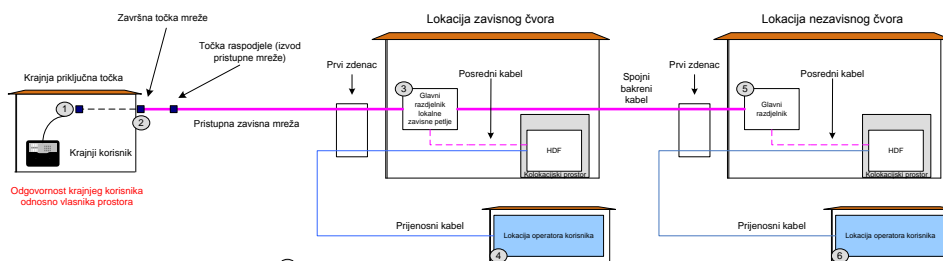 Lokacija zavisnog čvora
Lokacija nezavisnog čvora
Završna točka
mreže
Točka raspodjele (izvod
pristupne mreže)
Krajnja priključna točka
Prvi zdenac
Posredni kabel
Spojni
bakreni
kabel
Prvi zdenac
Posredni kabel
1
2
3
Glavni
razdjelnik
lokalne
zavisne petlje
5
Glavni
razdjelnik
Pristupna zavisna mreža
Krajnji korisnik
HDF
Kolokacijski prostor
HDF
Kolokacijski prostor
Odgovornost krajnjeg korisnika
odnosno vlasnika prostora
Prijenosni kabel
Lokacija operatora korisnika
4
Prijenosni kabel
Lokacija operatora korisnika
6